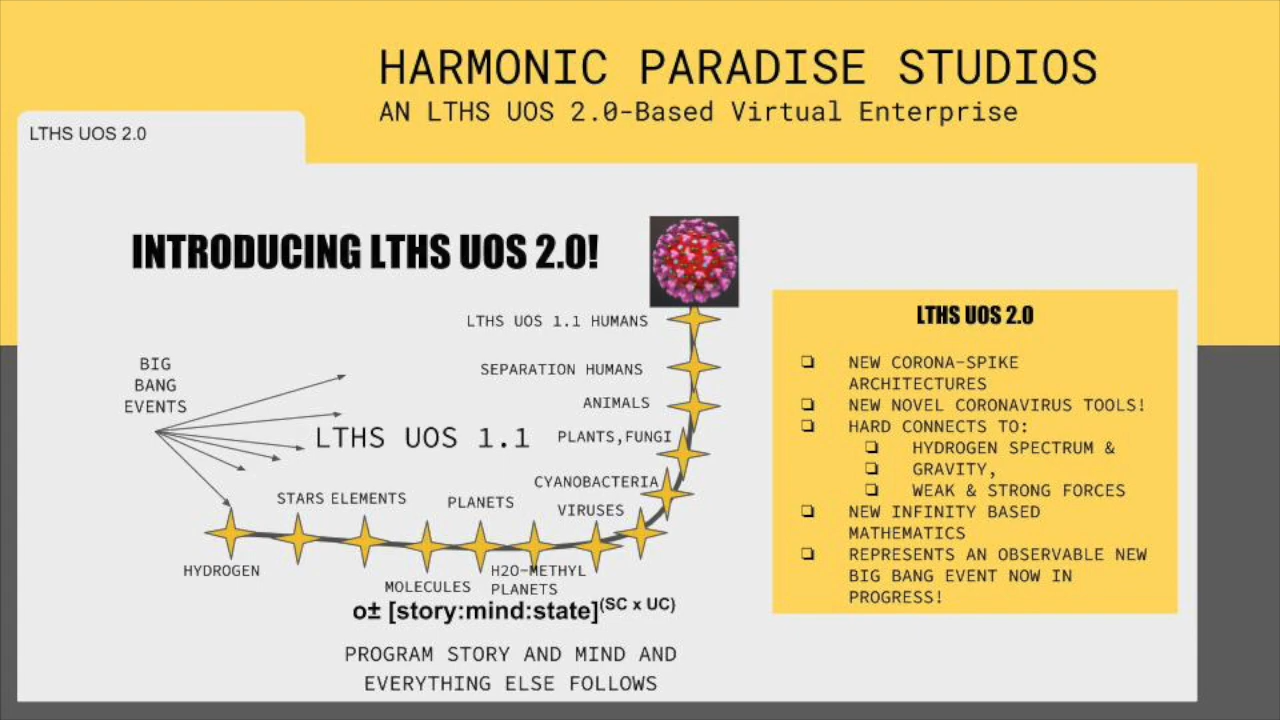 HARMONIC PARADISE STUDIOS
AN LTHS UOS 2.0-Based Virtual Enterprise
LTHS UOS 2.0
INTRODUCING LTHS UOS 2.0!
LTHS UOS 1.1 HUMANS
SEPARATION HUMANS
ANIMALS
PLANTS,FUNGI
CYANOBACTERIA
VIRUSES
BIG
BANG
EVENTS
LTHS UOS 1.1
STARS ELEMENTS
PLANETS
HYDROGEN
MOLECULES
H2O-METHYL
PLANETS
o± [story:mind:state](SC x UC)
PROGRAM STORY AND MIND AND
EVERYTHING ELSE FOLLOWS
LTHS UOS 2.0
❏ NEW CORONA-SPIKE
ARCHITECTURES
❏ NEW NOVEL CORONAVIRUS TOOLS!
❏ HARD CONNECTS TO:
❏ HYDROGEN SPECTRUM &
❏ GRAVITY,
❏ WEAK & STRONG FORCES
❏ NEW INFINITY BASED
MATHEMATICS
❏ REPRESENTS AN OBSERVABLE NEW
BIG BANG EVENT NOW IN
PROGRESS!